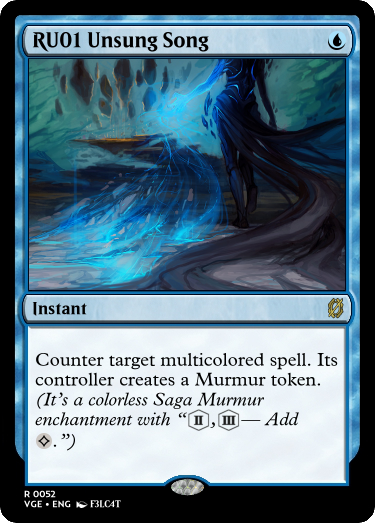 RU01 Unsung Song
Instant
Counter target multicolored spell. Its
controller creates a Murmur token.
(It's a colorless Saga Murmur
enchantment with “II, III— Add
.”)
R 0052
VGE • ENG F3LC4T